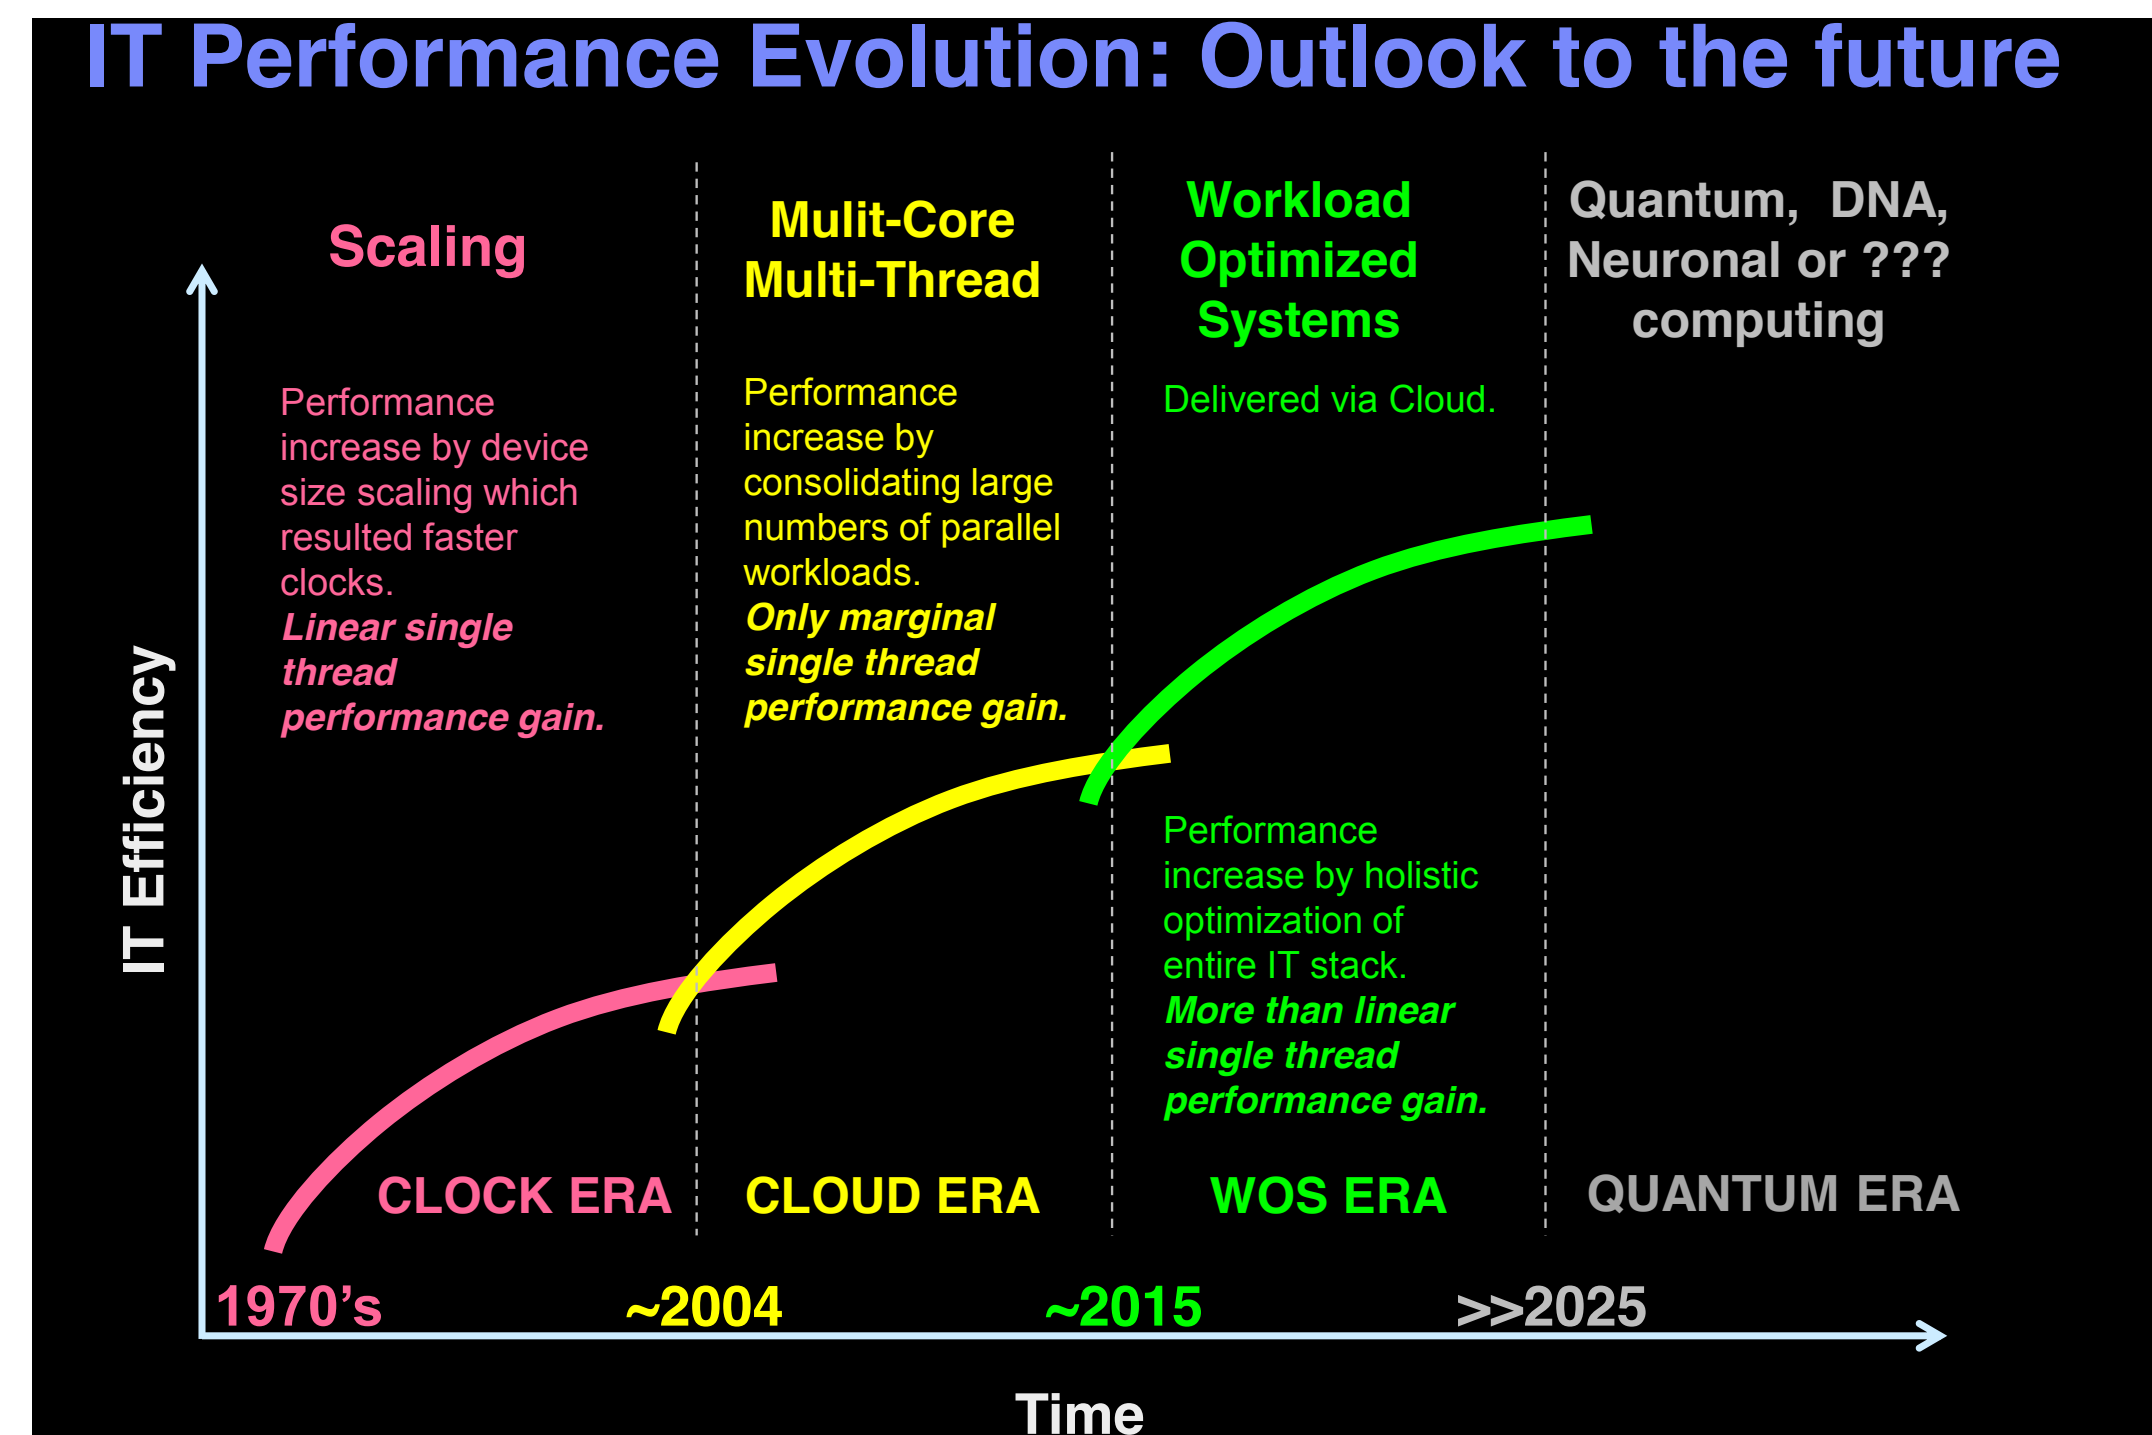 IT Performance Evolution: Outlook to the future
Scaling
Performance
increase by device
size scaling which
resulted faster
clocks.
Linear single
thread
performance gain.
Mulit-Core
Multi-Thread
Performance
increase by
consolidating large
numbers of parallel
workloads.
Only marginal
single thread
performance gain.
Workload
Optimized
Systems
Delivered via Cloud.
Performance
increase by holistic
optimization of
entire IT stack.
More than linear
single thread
performance gain.
Quantum, DNA,
Neuronal or ???
computing
IT Efficiency
CLOCK ERA
CLOUD ERA
WOS ERA
QUANTUM ERA
1970’s
~2004
~2015
>>2025
Time